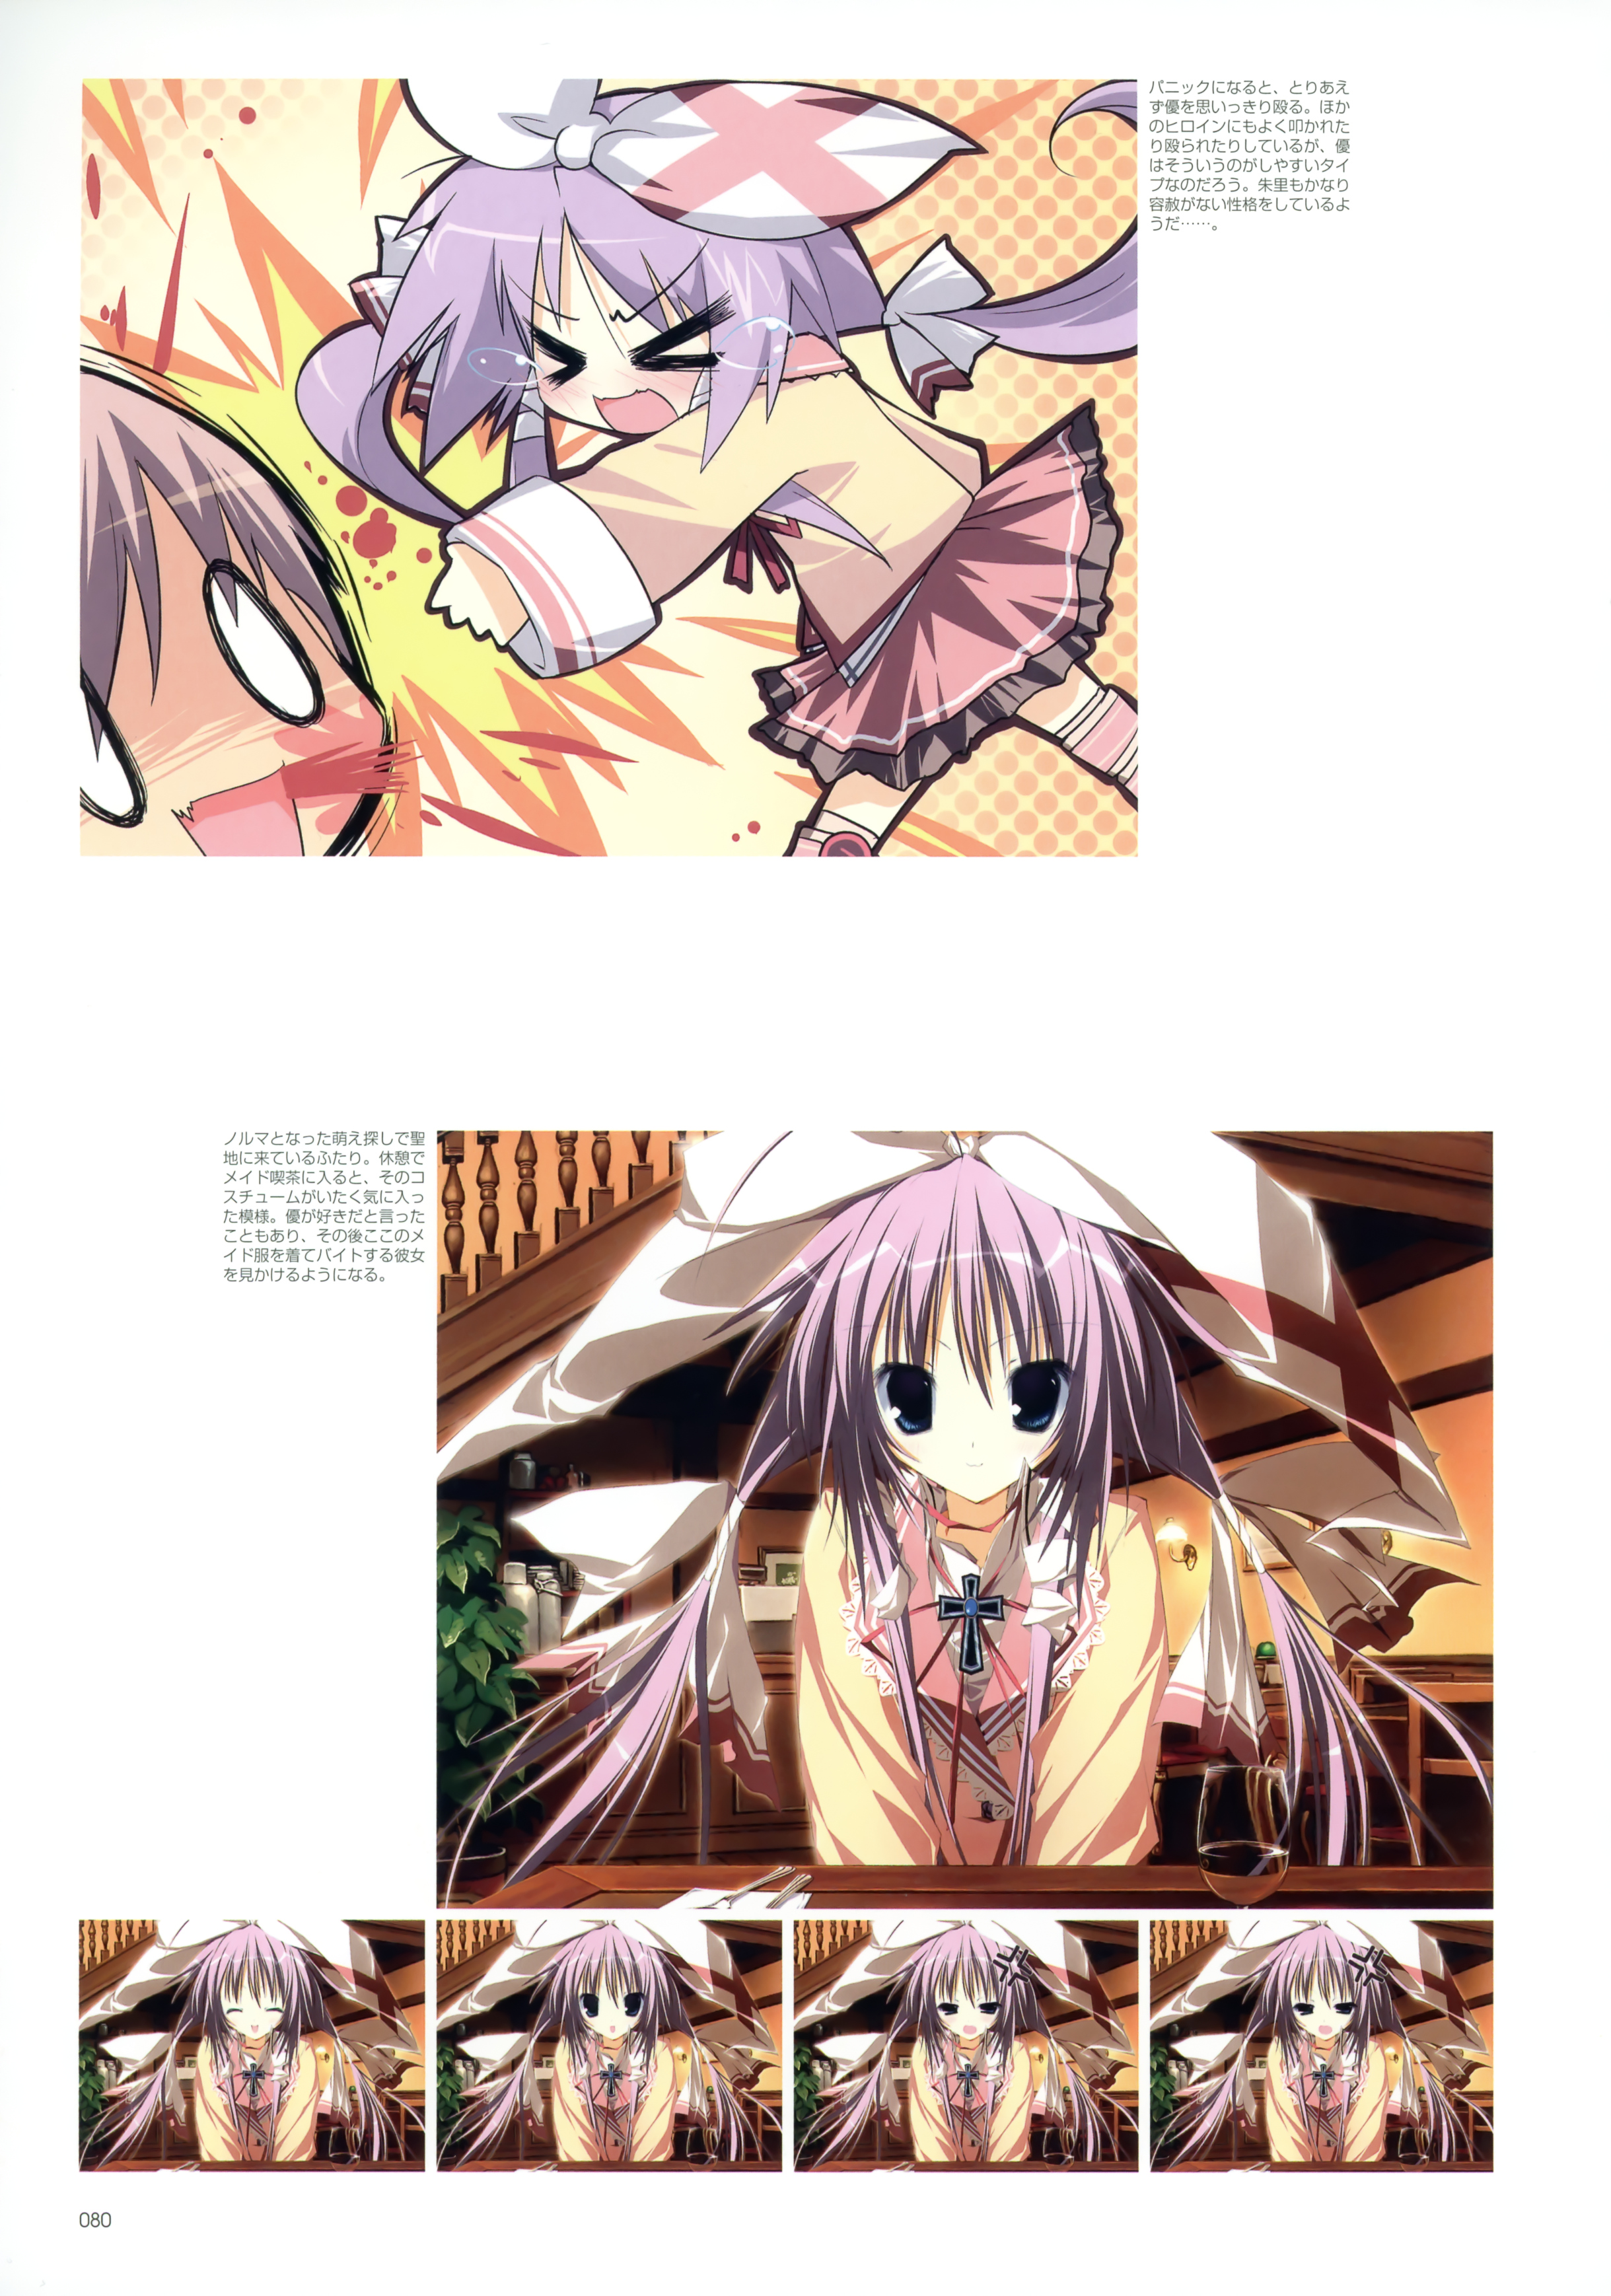 パニックになると、とりあえ
ず優を思いっきり殴る。ほか
のヒロインにもよく叩かれた
り殴られたりしているが、優
はそういうのがしやすいタイ
プなのだろう。朱里もかなり
容赦がない性格をしているよ
うだ……。
ノルマとなった萌え探しで聖
地に来ているふたり。休憩で
メイド喫茶に入ると、そのコ
スチュームがいたく気に入っ
た模様。優が好きだと言った
こともあり、その後ここのメ
イド服を着てバイトする彼女
を見かけるようになる。
080